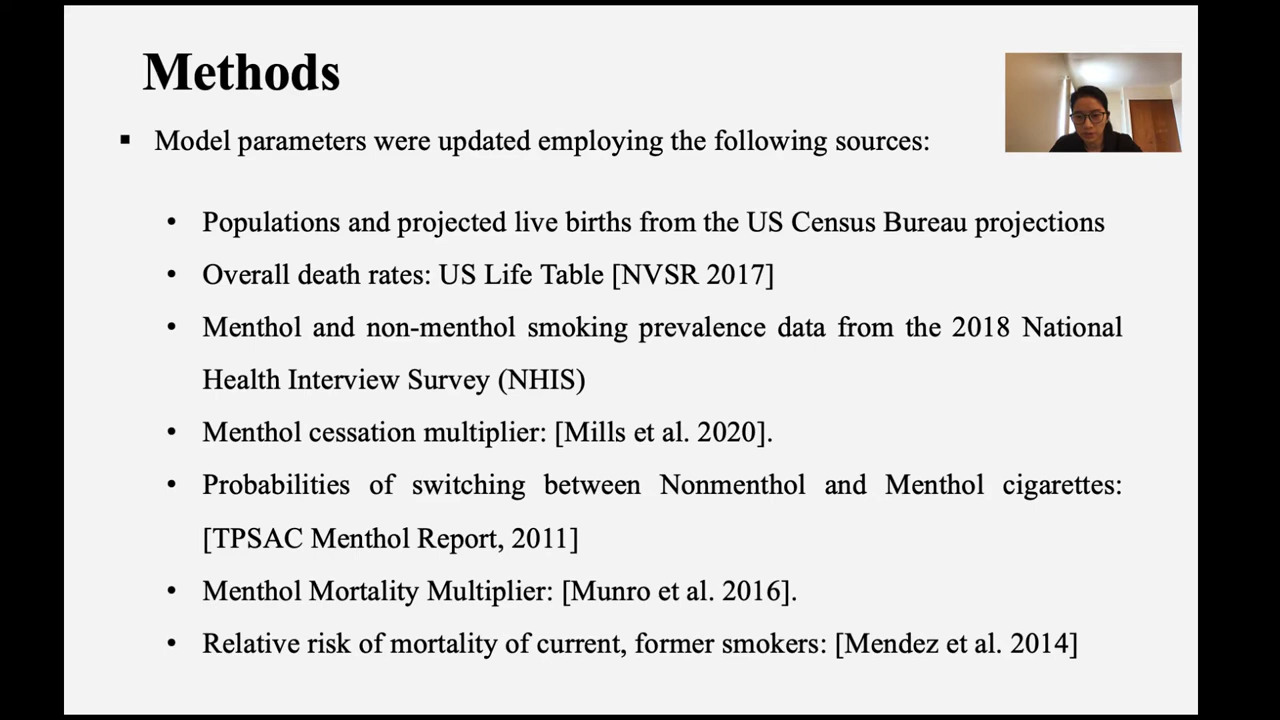 Methods
▪ Model parameters were updated employing the following sources:
• Populations and projected live births from the US Census Bureau projections
• Overall death rates: US Life Table [NVSR 2017]
• Menthol and non-menthol smoking prevalence data from the 2018 National
Health Interview Survey (NHIS)
• Menthol cessation multiplier: [Mills et al. 2020].
• Probabilities of switching between Nonmenthol and Menthol cigarettes:
[TPSAC Menthol Report, 2011]
• Menthol Mortality Multiplier: [Munro et al. 2016].
• Relative risk of mortality of current, former smokers: [Mendez et al. 2014]